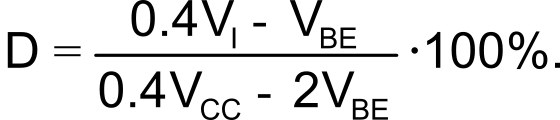 D = (0.4V_I - V_BE) / (0.4V_CC - 2V_BE) · 100%.